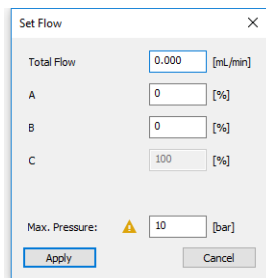 Set Flow
Total Flow 0.000 [mL/min]
A 0 [%]
B 0 [%]
C 100 [%]
Max. Pressure: 10 [bar]
Apply Cancel